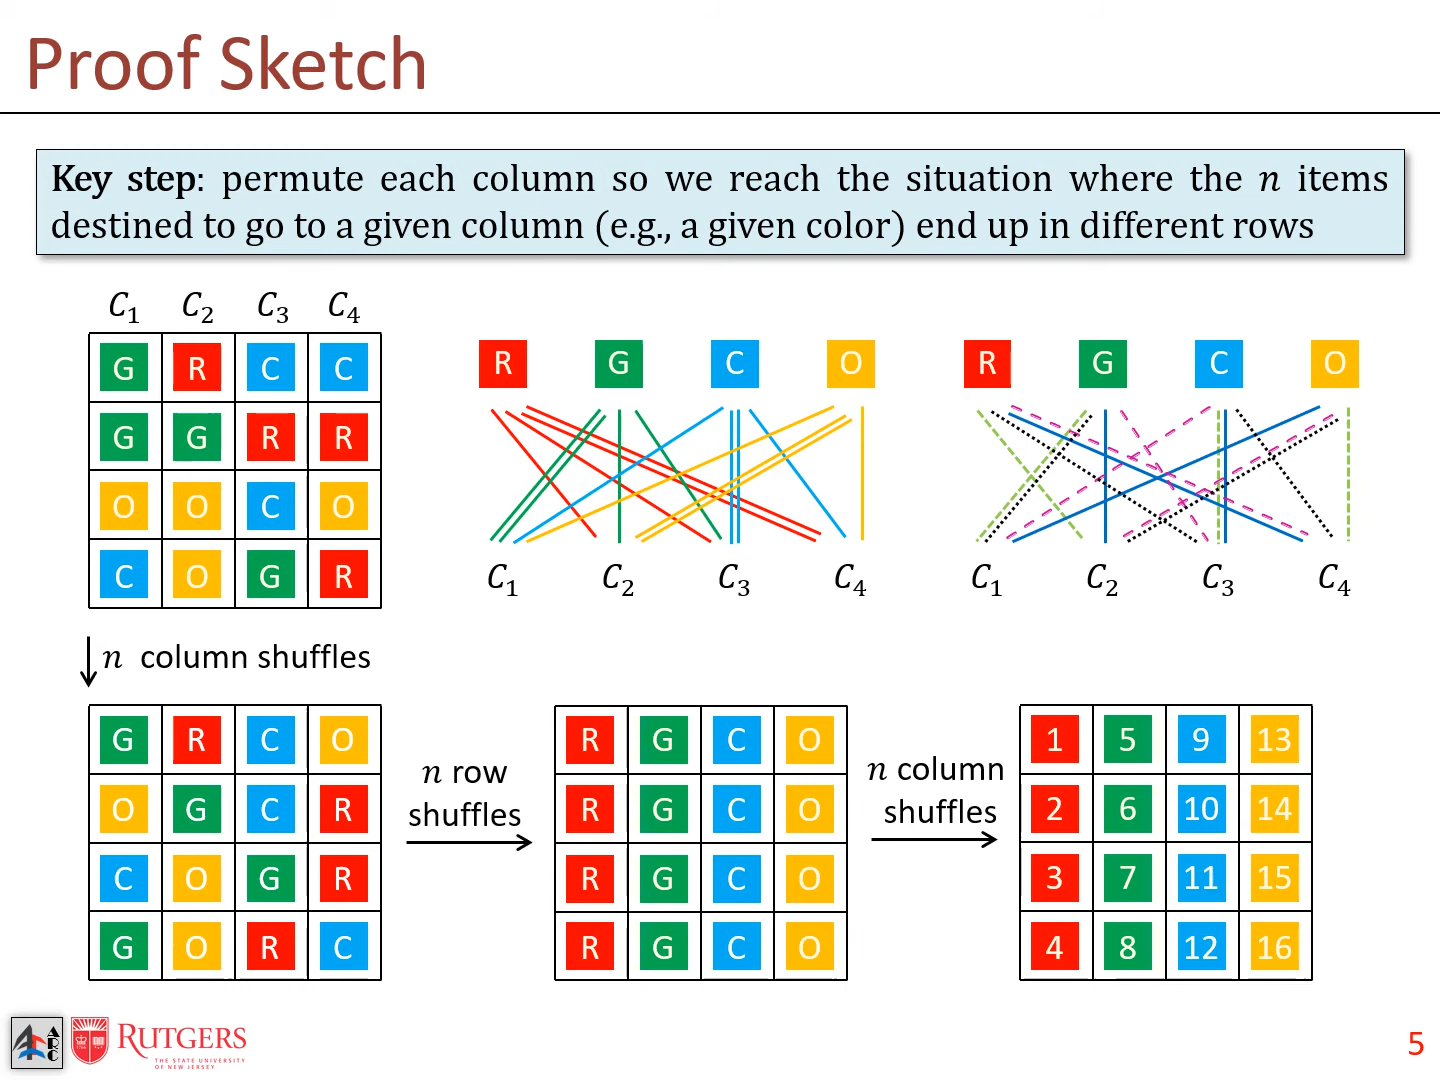 Proof Sketch
Key step: permute each column so we reach the situation where the n items
destined to go to a given column (e.g., a given color) end up in different rows
C₁ C₂ C₃ C₄
G R C C
G G R R
O O C O
C O G R
R G C O
C₁ C₂ C₃ C₄
R G C O
C₁ C₂ C₃ C₄
n column shuffles
G R C O
O G C R
C O G R
G O R C
n row
shuffles
R G C O
R G C O
R G C O
R G C O
n column
shuffles
1 5 9 13
2 6 10 14
3 7 11 15
4 8 12 16
ARC
RUTGERS
THE STATE UNIVERSITY
OF NEW JERSEY
5